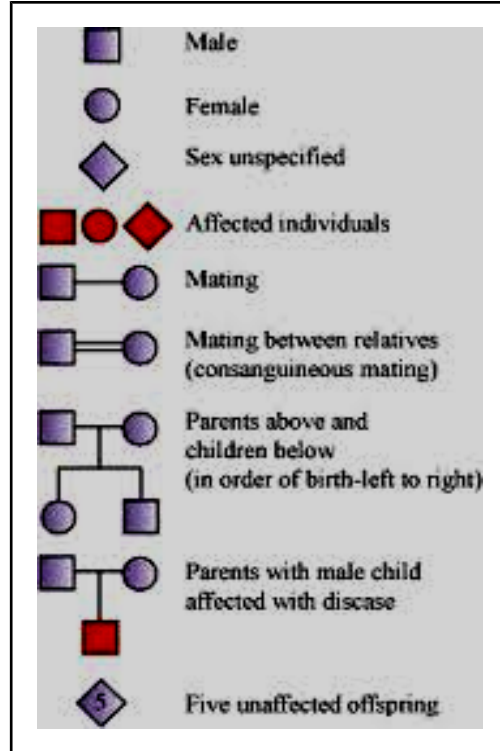 Male
Female
Sex unspecified
Affected individuals
Mating
Mating between relatives
(consanguineous mating)
Parents above and
children below
(in order of birth-left to right)
Parents with male child
affected with discase
5
Five unaffected offspring